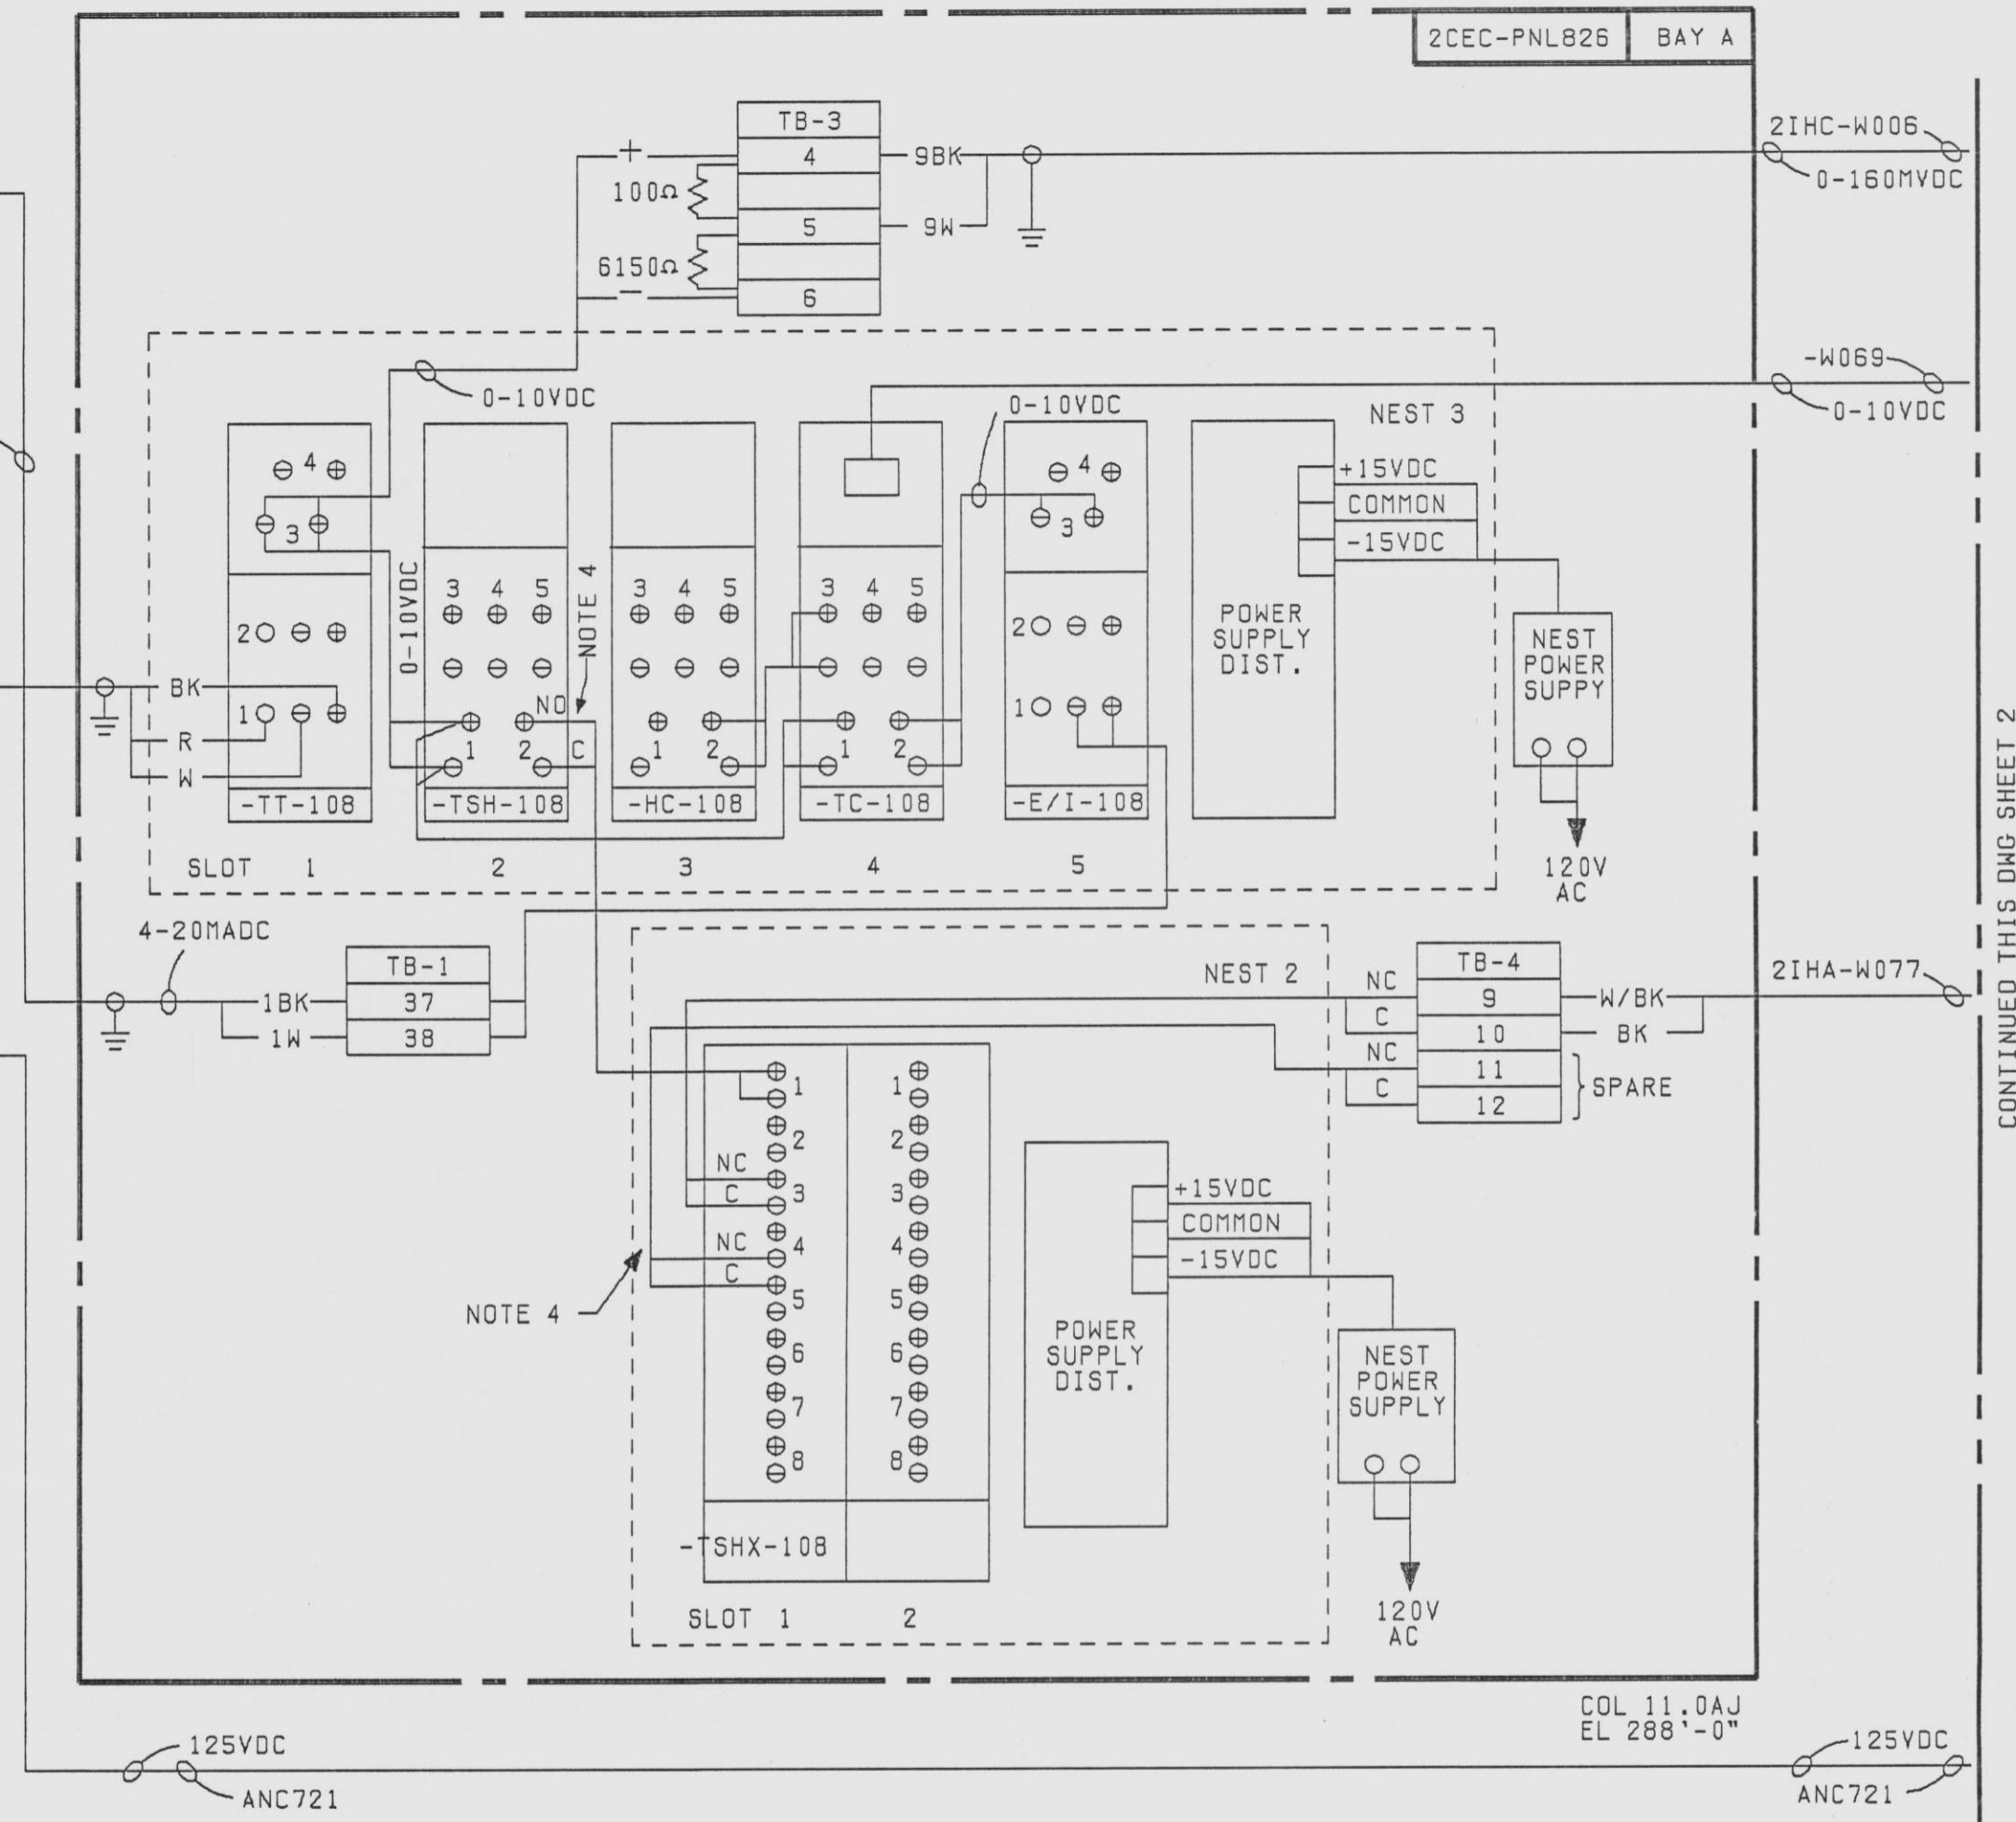 2CEC-PNL826 BAY A
TB-3
2IHC-W006
+ 4 9BK
100Ω
0-160MVDC
5 9W
6150Ω
- 6
-W069
0-10VDC
0-10VDC
0-10VDC
NEST 3
4
4
+15VDC
COMMON
-15VDC
3
3
0-10VDC
NOTE 4
3 4 5
3 4 5
3 4 5
POWER
SUPPLY
DIST.
NEST
POWER
SUPPY
2
2
BK
NO
1
1
R
1 2 C
1 2
1 2
W
-TT-108
-TSH-108
-HC-108
-TC-108
-E/I-108
SLOT 1 2 3 4 5
120V
AC
CONTINUED THIS DWG SHEET 2
4-20MADC
TB-1
1BK 37
1W 38
NEST 2
TB-4
NC 9 W/BK
C 10 BK
NC 11
C 12
SPARE
2IHA-W077
1 1
2 2
NC
C 3 3
NC 4 4
C
5 5
6 6
7 7
8 8
NOTE 4
+15VDC
COMMON
-15VDC
POWER
SUPPLY
DIST.
NEST
POWER
SUPPLY
-TSHX-108
SLOT 1 2
120V
AC
COL 11.0AJ
EL 288'-0"
125VDC
ANC721
125VDC
ANC721